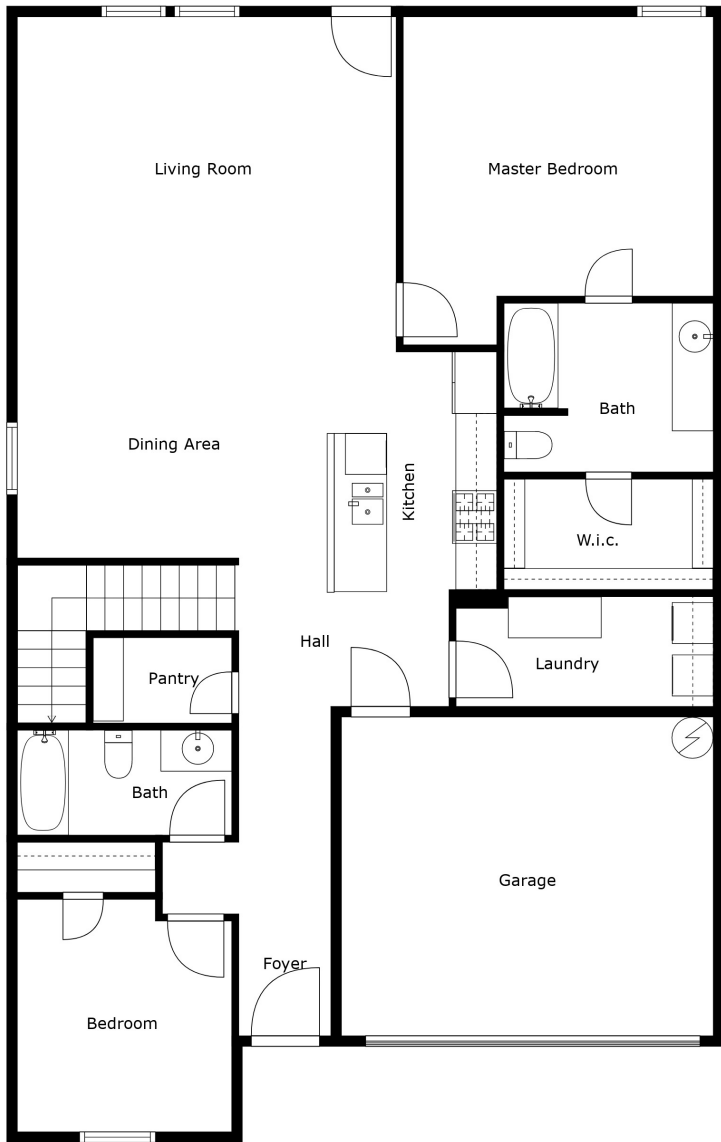 Living Room
Master Bedroom
Bath
Dining Area
Kitchen
W.i.c.
Hall
Laundry
Pantry
Bath
Garage
Foyer
Bedroom